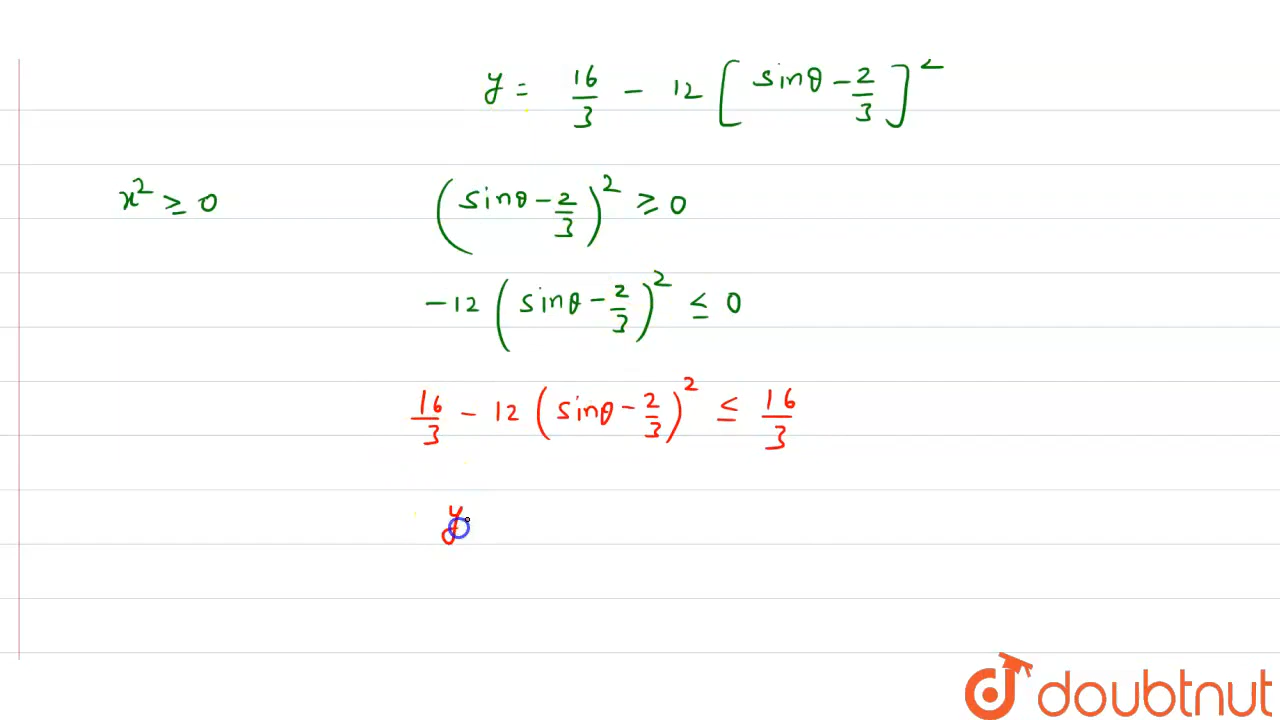 y = 16/3 - 12 [sinθ - 2/3]^2
x^2 ≥ 0 (sinθ - 2/3)^2 ≥ 0
-12 (sinθ - 2/3)^2 ≤ 0
16/3 - 12 (sinθ - 2/3)^2 ≤ 16/3
y
doubtnut